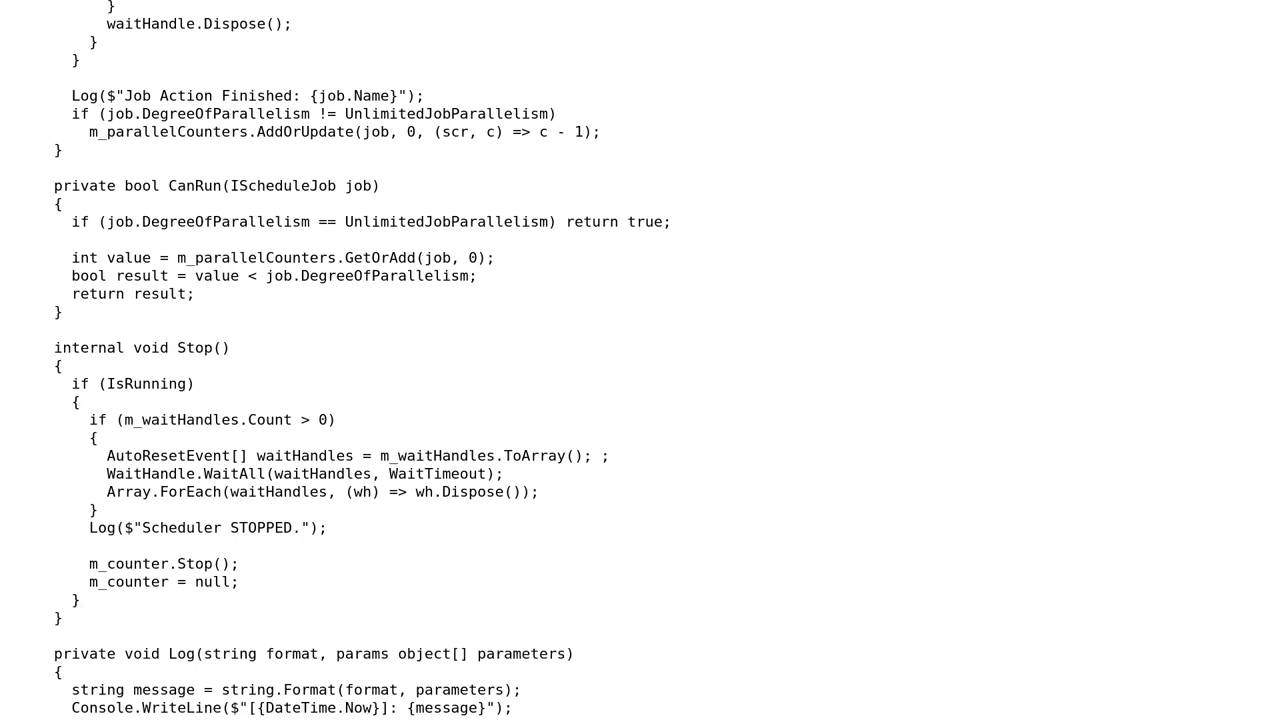 }
waitHandle.Dispose();
}
}
Log($"Job Action Finished: {job.Name}");
if (job.DegreeOfParallelism != UnlimitedJobParallelism)
m_parallelCounters.AddOrUpdate(job, 0, (scr, c) => c - 1);
}
private bool CanRun(IScheduleJob job)
{
if (job.DegreeOfParallelism == UnlimitedJobParallelism) return true;
int value = m_parallelCounters.GetOrAdd(job, 0);
bool result = value < job.DegreeOfParallelism;
return result;
}
internal void Stop()
{
if (IsRunning)
{
if (m_waitHandles.Count > 0)
{
AutoResetEvent[] waitHandles = m_waitHandles.ToArray(); ;
WaitHandle.WaitAll(waitHandles, WaitTimeout);
Array.ForEach(waitHandles, (wh) => wh.Dispose());
}
Log($"Scheduler STOPPED.");
m_counter.Stop();
m_counter = null;
}
}
private void Log(string format, params object[] parameters)
{
string message = string.Format(format, parameters);
Console.WriteLine($"[{DateTime.Now}]: {message}");